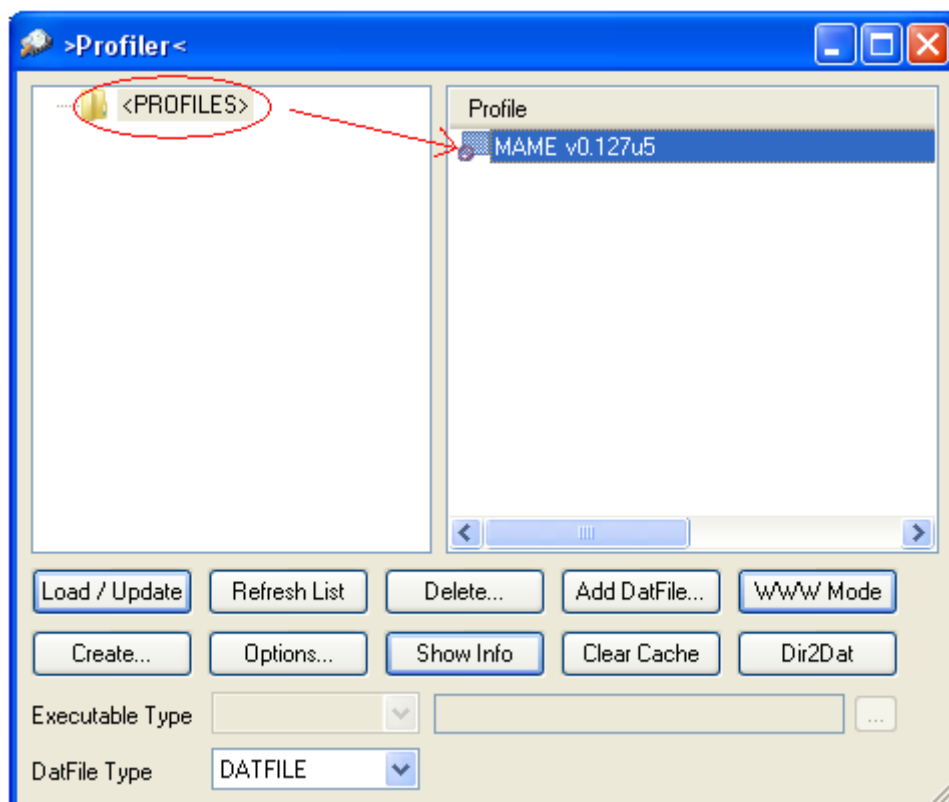 >Profiler<
<PROFILES>
Profile
MAME v0.127u5
Load / Update
Refresh List
Delete...
Add DatFile...
WWW Mode
Create...
Options...
Show Info
Clear Cache
Dir2Dat
Executable Type
...
DatFile Type
DATFILE